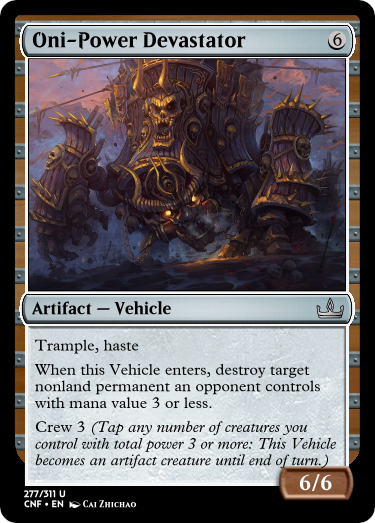 Oni-Power Devastator 6
Artifact — Vehicle
Trample, haste
When this Vehicle enters, destroy target
nonland permanent an opponent controls
with mana value 3 or less.
Crew 3 (Tap any number of creatures you
control with total power 3 or more: This Vehicle
becomes an artifact creature until end of turn.)
6/6
277/311 U
CNF • EN Cai Zhichao